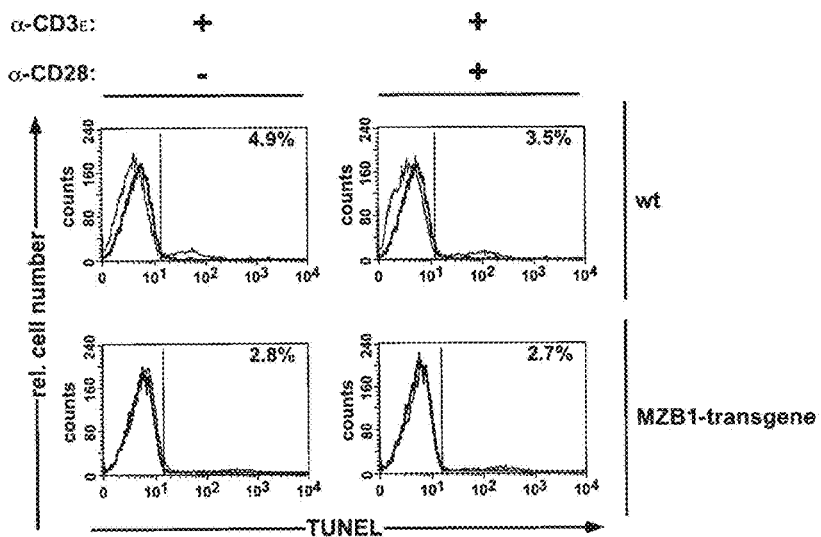 α-CD3ε: + +
α-CD28: - +
240 4.9% 240 3.5%
160 160
counts counts
80 80
0 0
0 10¹ 10² 10³ 10⁴ 0 10¹ 10² 10³ 10⁴
wt
rel. cell number
240 2.8% 240 2.7%
160 160
counts counts
80 80
0 0
0 10¹ 10² 10³ 10⁴ 0 10¹ 10² 10³ 10⁴
MZB1-transgene
TUNEL